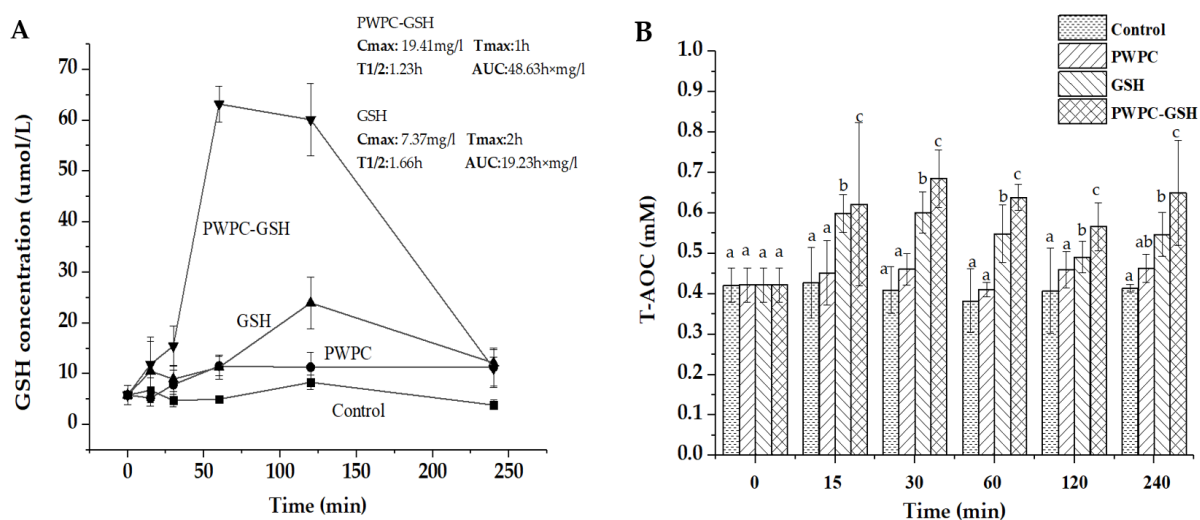 A
PWPC-GSH
Cmax: 19.41mg/l Tmax:1h
T1/2:1.23h AUC:48.63h×mg/l
GSH
Cmax: 7.37mg/l Tmax:2h
T1/2:1.66h AUC:19.23h×mg/l
GSH concentration (umol/L)
70
60
50
40
30
20
10
0
PWPC-GSH
GSH
PWPC
Control
0 50 100 150 200 250
Time (min)
B
Control
PWPC
GSH
PWPC-GSH
T-AOC (mM)
1.0
0.9
0.8
0.7
0.6
0.5
0.4
0.3
0.2
0.1
0.0
a a a a
a a b c
a a b c
a a b c
a a b c
a ab b c
0 15 30 60 120 240
Time (min)